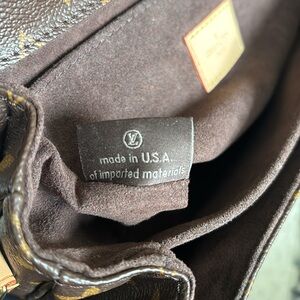 LV
made in U.S.A.
of imported materials